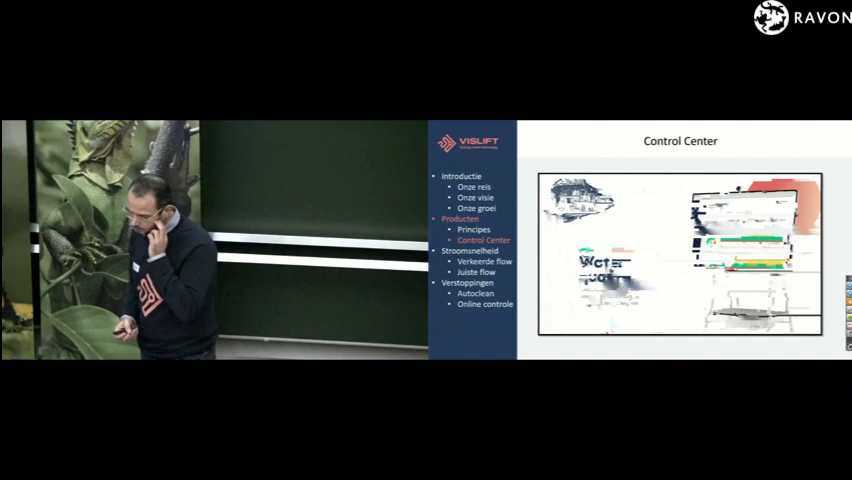 RAVON
VISLIFT
Control Center
• Introductie
• Onze reis
• Onze visie
• Onze groei
• Producten
• Principes
• Control Center
• Stroomsnelheid
• Verkeerde flow
• Juiste flow
• Verstoppingen
• Autoclean
• Online controle
Water